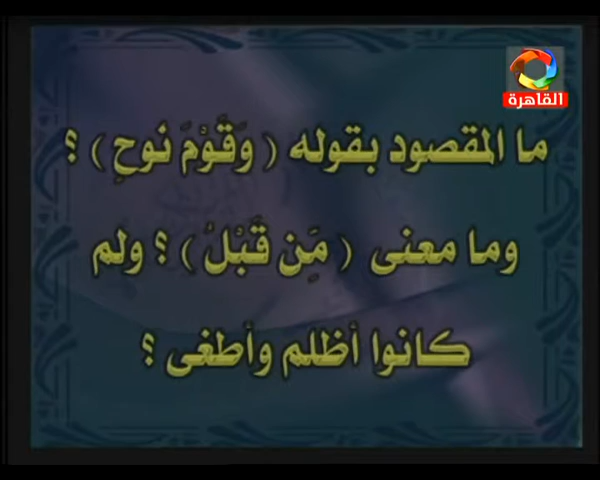 القاهرة
ما المقصود بقوله ( وَقَوْمَ نوحٍ ) ؟
وما معنى ( مِّن قَبْلُ ) ؟ ولم
كانوا أظلم وأطغى ؟